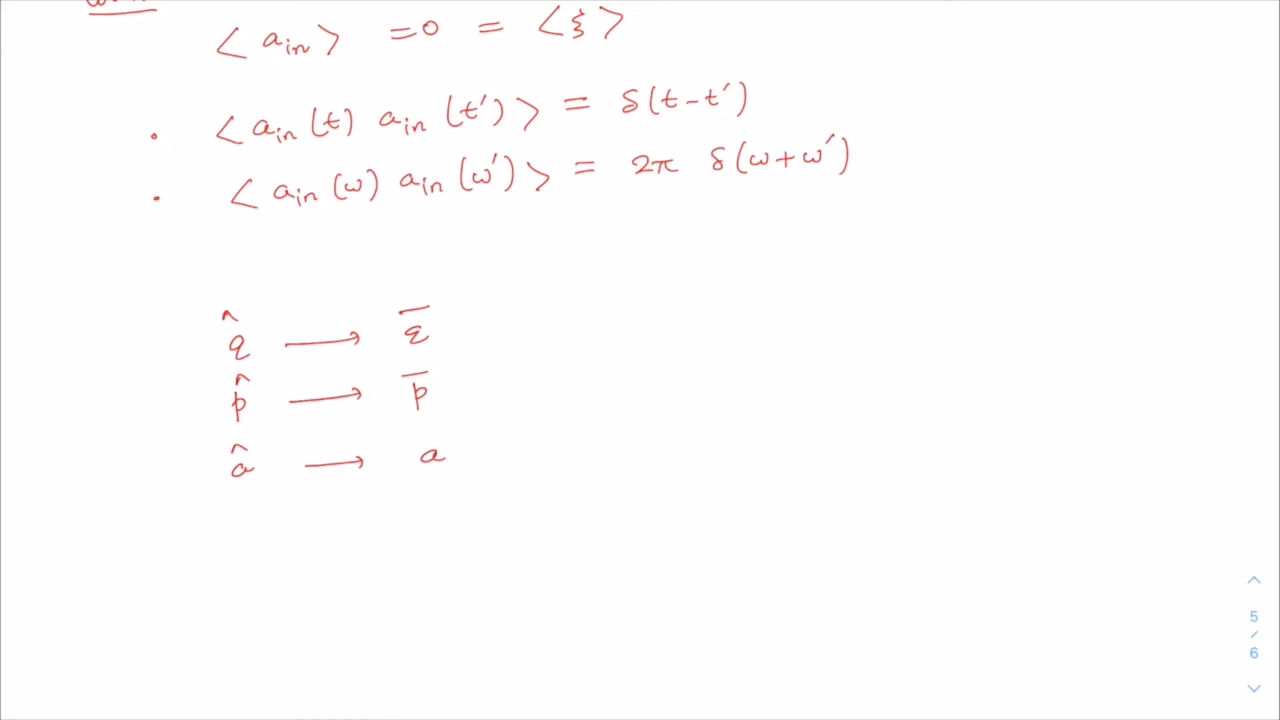 ⟨ a_in ⟩ = 0 = ⟨ ξ ⟩
· ⟨ a_in (t) a_in (t') ⟩ = δ(t-t')
· ⟨ a_in (ω) a_in (ω') ⟩ = 2π δ(ω+ω')
q̂ → q̄
p̂ → p̄
â → a
5
/
6